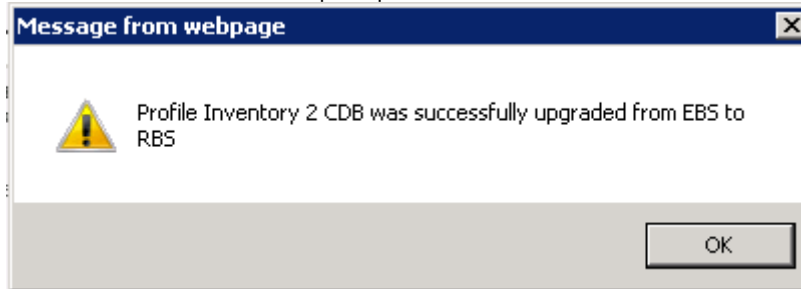 Message from webpage
Profile Inventory 2 CDB was successfully upgraded from EBS to
RBS
OK